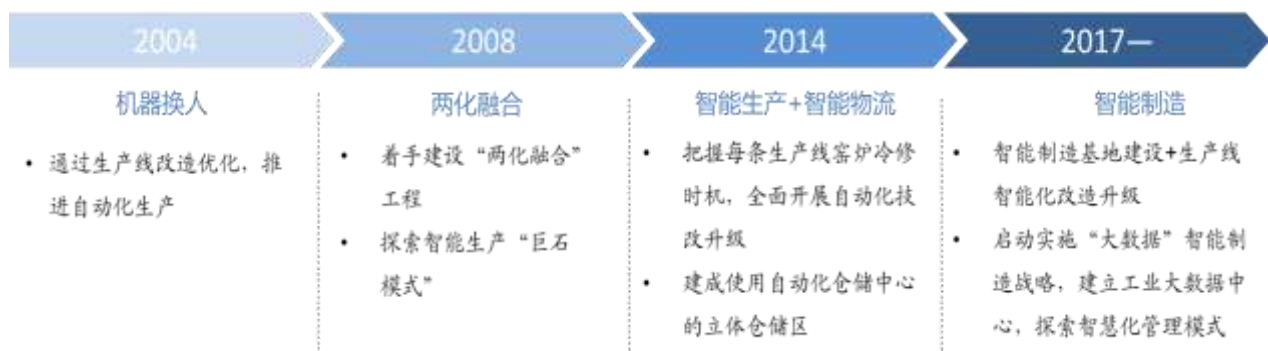 2004
2008
2014
2017—
机器换人
• 通过生产线改造优化，推
进自动化生产
两化融合
• 着手建设“两化融合”
工程
• 探索智能生产“巨石
模式”
智能生产+智能物流
• 把握每条生产线窑炉冷修
时机，全面开展自动化技
改升级
• 建成使用自动化仓储中心
的立体仓储区
智能制造
• 智能制造基地建设+生产线
智能化改造升级
• 启动实施“大数据”智能制
造战略，建立工业大数据中
心，探索智慧化管理模式